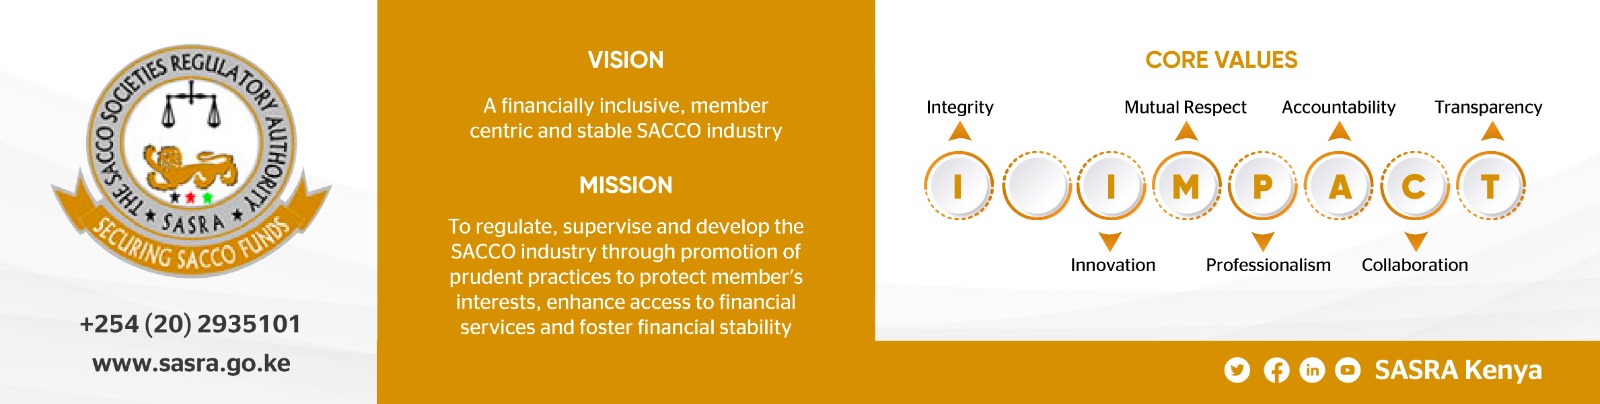 THE SACCO SOCIETIES REGULATORY AUTHORITY
SASRA
SECURING SACCO FUNDS
+254 (20) 2935101
www.sasra.go.ke
VISION
A financially inclusive, member
centric and stable SACCO industry
MISSION
To regulate, supervise and develop the
SACCO industry through promotion of
prudent practices to protect member's
interests, enhance access to financial
services and foster financial stability
CORE VALUES
Integrity Mutual Respect Accountability Transparency
I I M P A C T
Innovation Professionalism Collaboration
SASRA Kenya